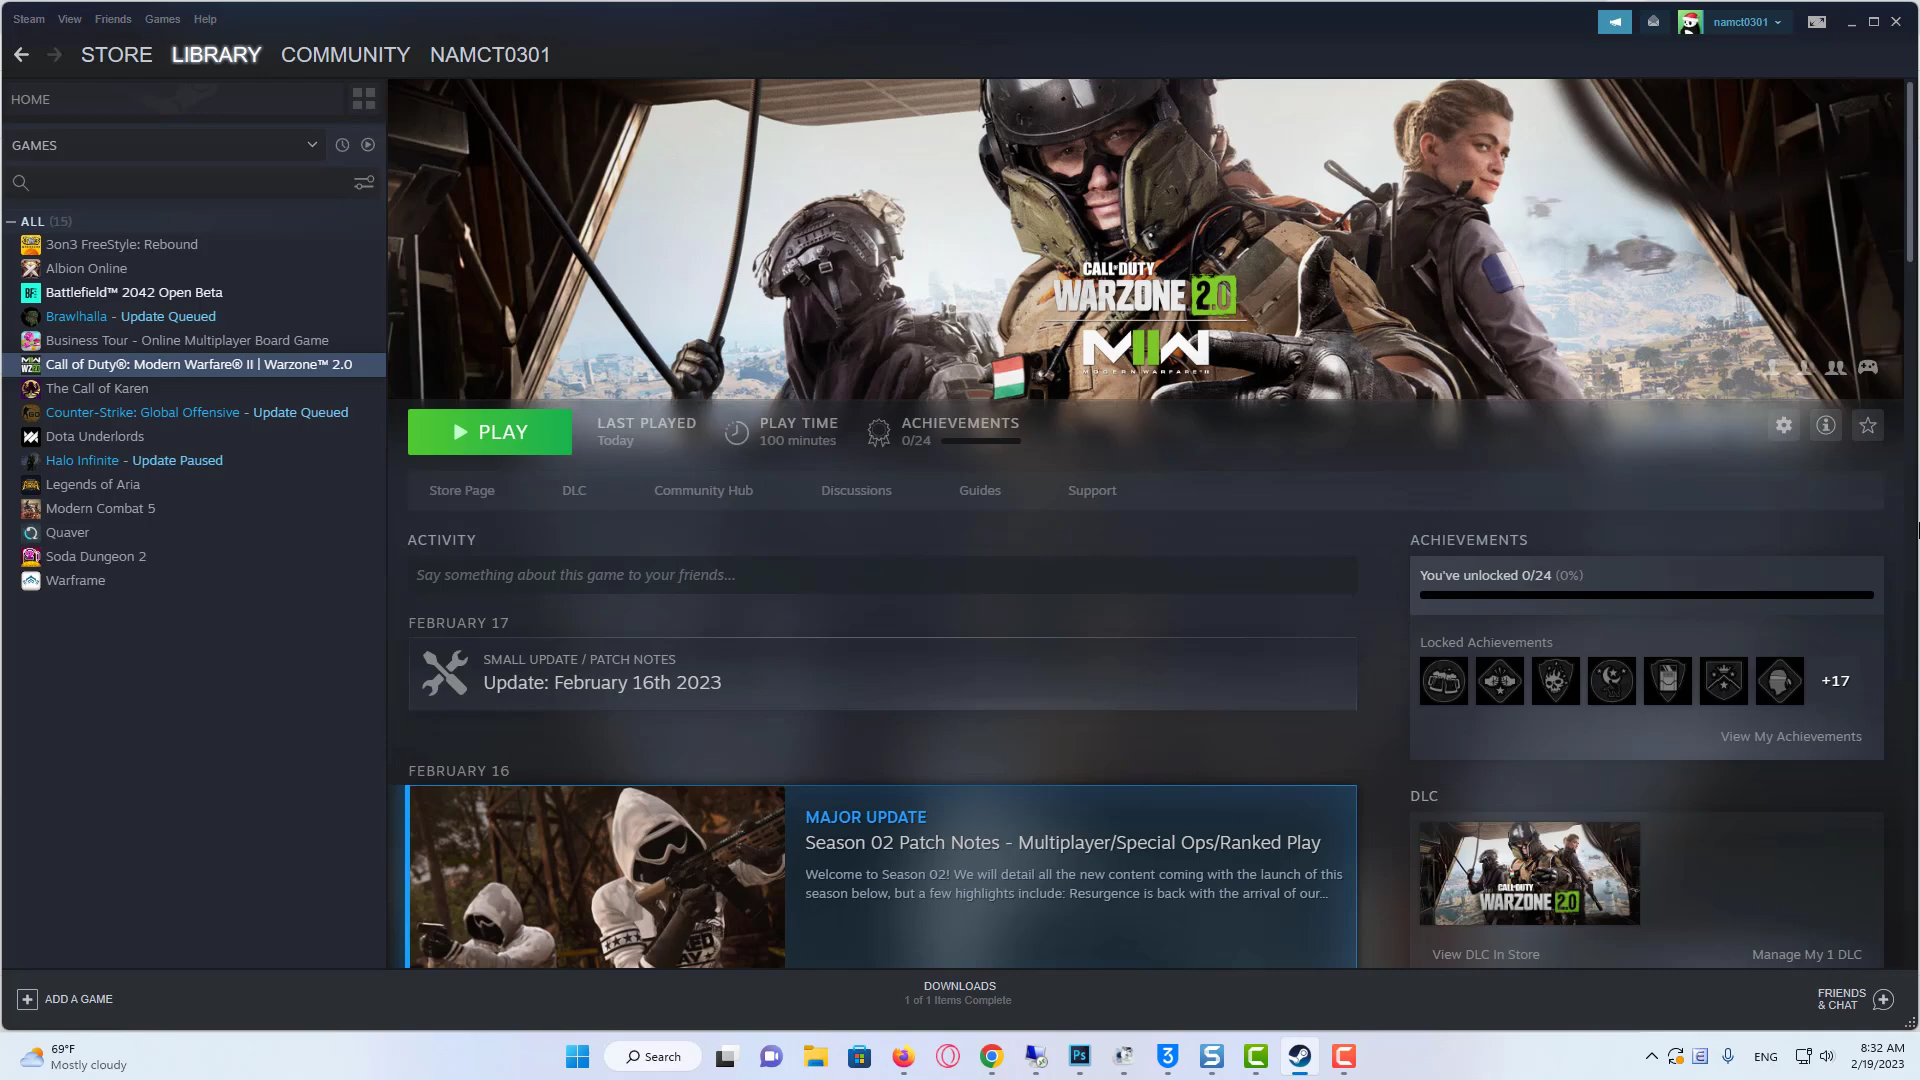 Steam View Friends Games Help
namct0301
STORE LIBRARY COMMUNITY NAMCT0301
HOME
GAMES
ALL (15)
3on3 FreeStyle: Rebound
Albion Online
BF
Battlefield™ 2042 Open Beta
Brawlhalla - Update Queued
Business Tour - Online Multiplayer Board Game
Call of Duty®: Modern Warfare® II | Warzone™ 2.0
The Call of Karen
Counter-Strike: Global Offensive - Update Queued
Dota Underlords
Halo Infinite - Update Paused
Legends of Aria
Modern Combat 5
Quaver
Soda Dungeon 2
Warframe
ADD A GAME
CALL OF DUTY
WARZONE 2.0
MWII
MODERN WARFARE II
PLAY
LAST PLAYED
Today
PLAY TIME
100 minutes
ACHIEVEMENTS
0/24
Store Page DLC Community Hub Discussions Guides Support
ACTIVITY
Say something about this game to your friends...
FEBRUARY 17
SMALL UPDATE / PATCH NOTES
Update: February 16th 2023
FEBRUARY 16
MAJOR UPDATE
Season 02 Patch Notes - Multiplayer/Special Ops/Ranked Play
Welcome to Season 02! We will detail all the new content coming with the launch of this
season below, but a few highlights include: Resurgence is back with the arrival of our...
ACHIEVEMENTS
You've unlocked 0/24 (0%)
Locked Achievements
+17
View My Achievements
DLC
CALL OF DUTY
WARZONE 2.0
View DLC In Store
Manage My 1 DLC
DOWNLOADS
1 of 1 Items Complete
FRIENDS
& CHAT
69°F
Mostly cloudy
Search
Ps
ENG
8:32 AM
2/19/2023